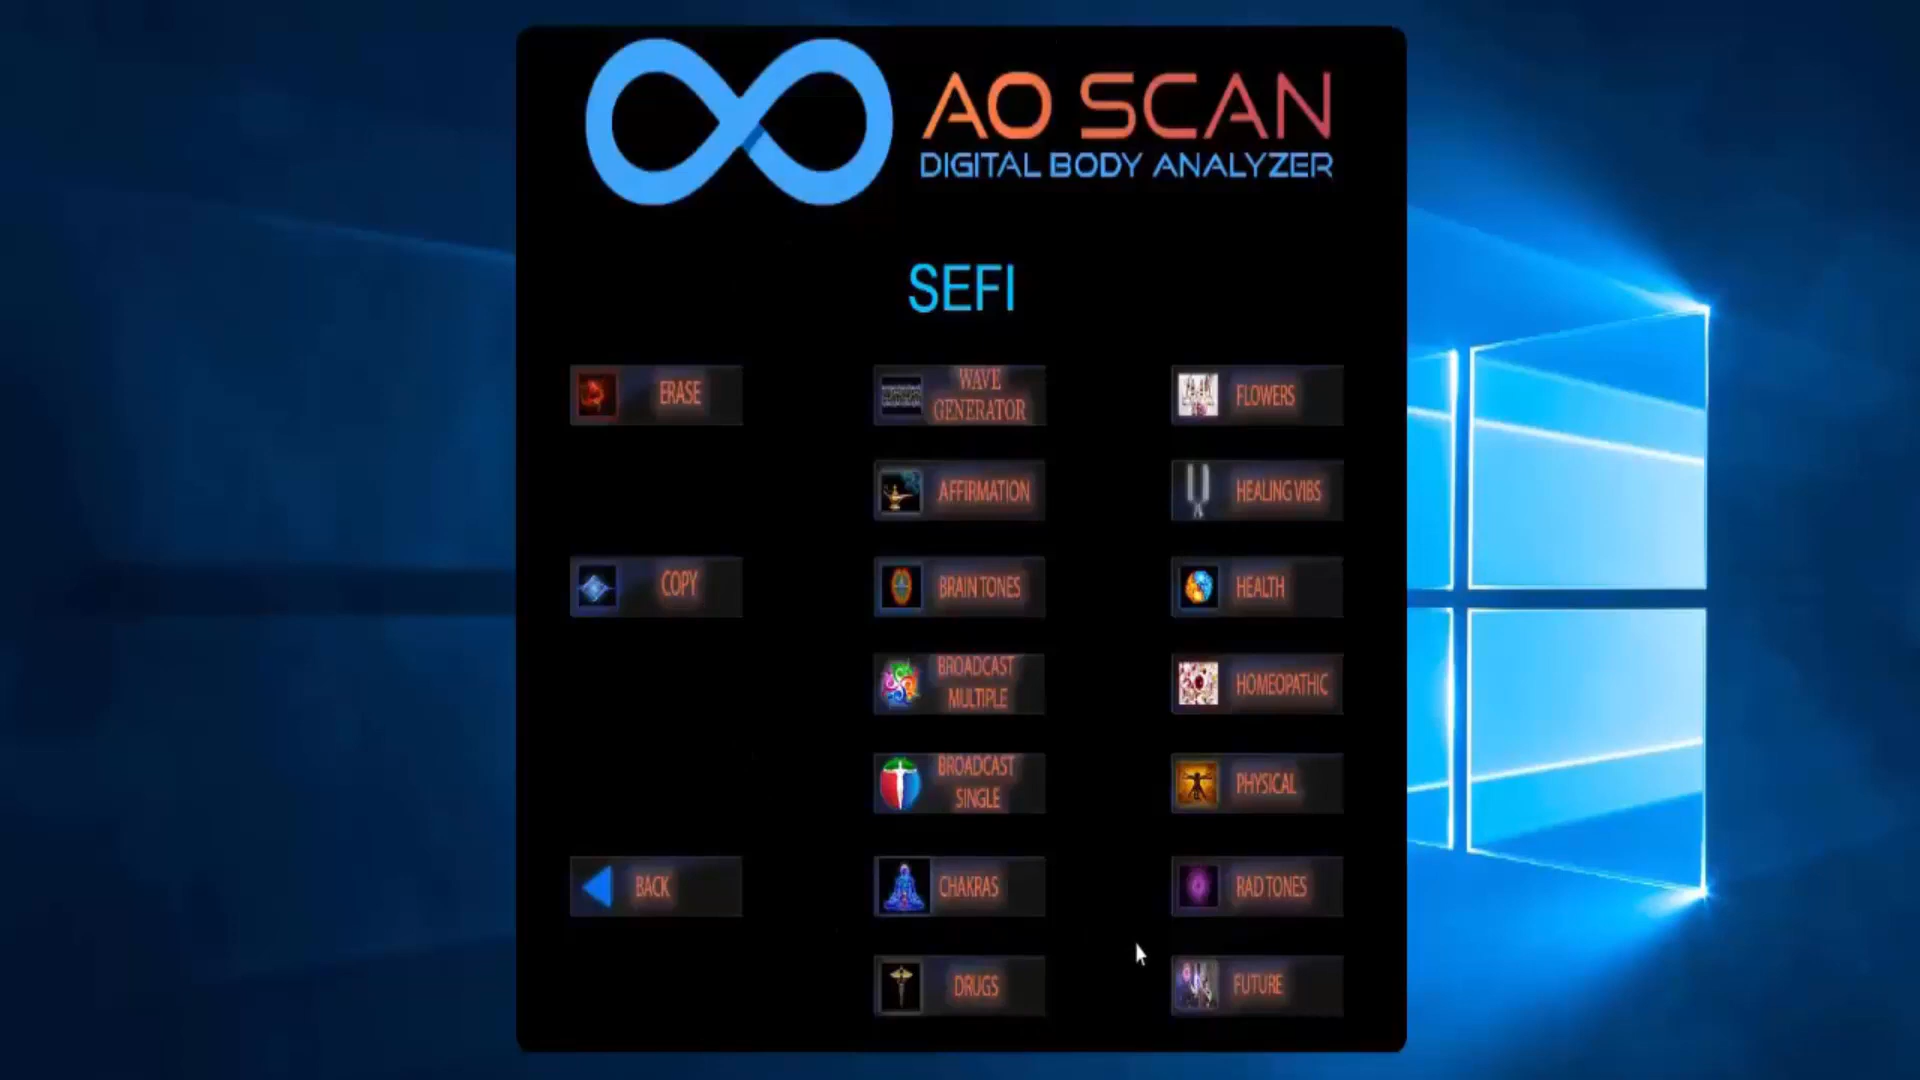 AO SCAN
DIGITAL BODY ANALYZER
SEFI
ERASE
WAVE
GENERATOR
FLOWERS
AFFIRMATION
HEALING VIBS
COPY
BRAIN TONES
HEALTH
BROADCAST
MULTIPLE
HOMEOPATHIC
BROADCAST
SINGLE
PHYSICAL
BACK
CHAKRAS
RAD TONES
DRUGS
FUTURE